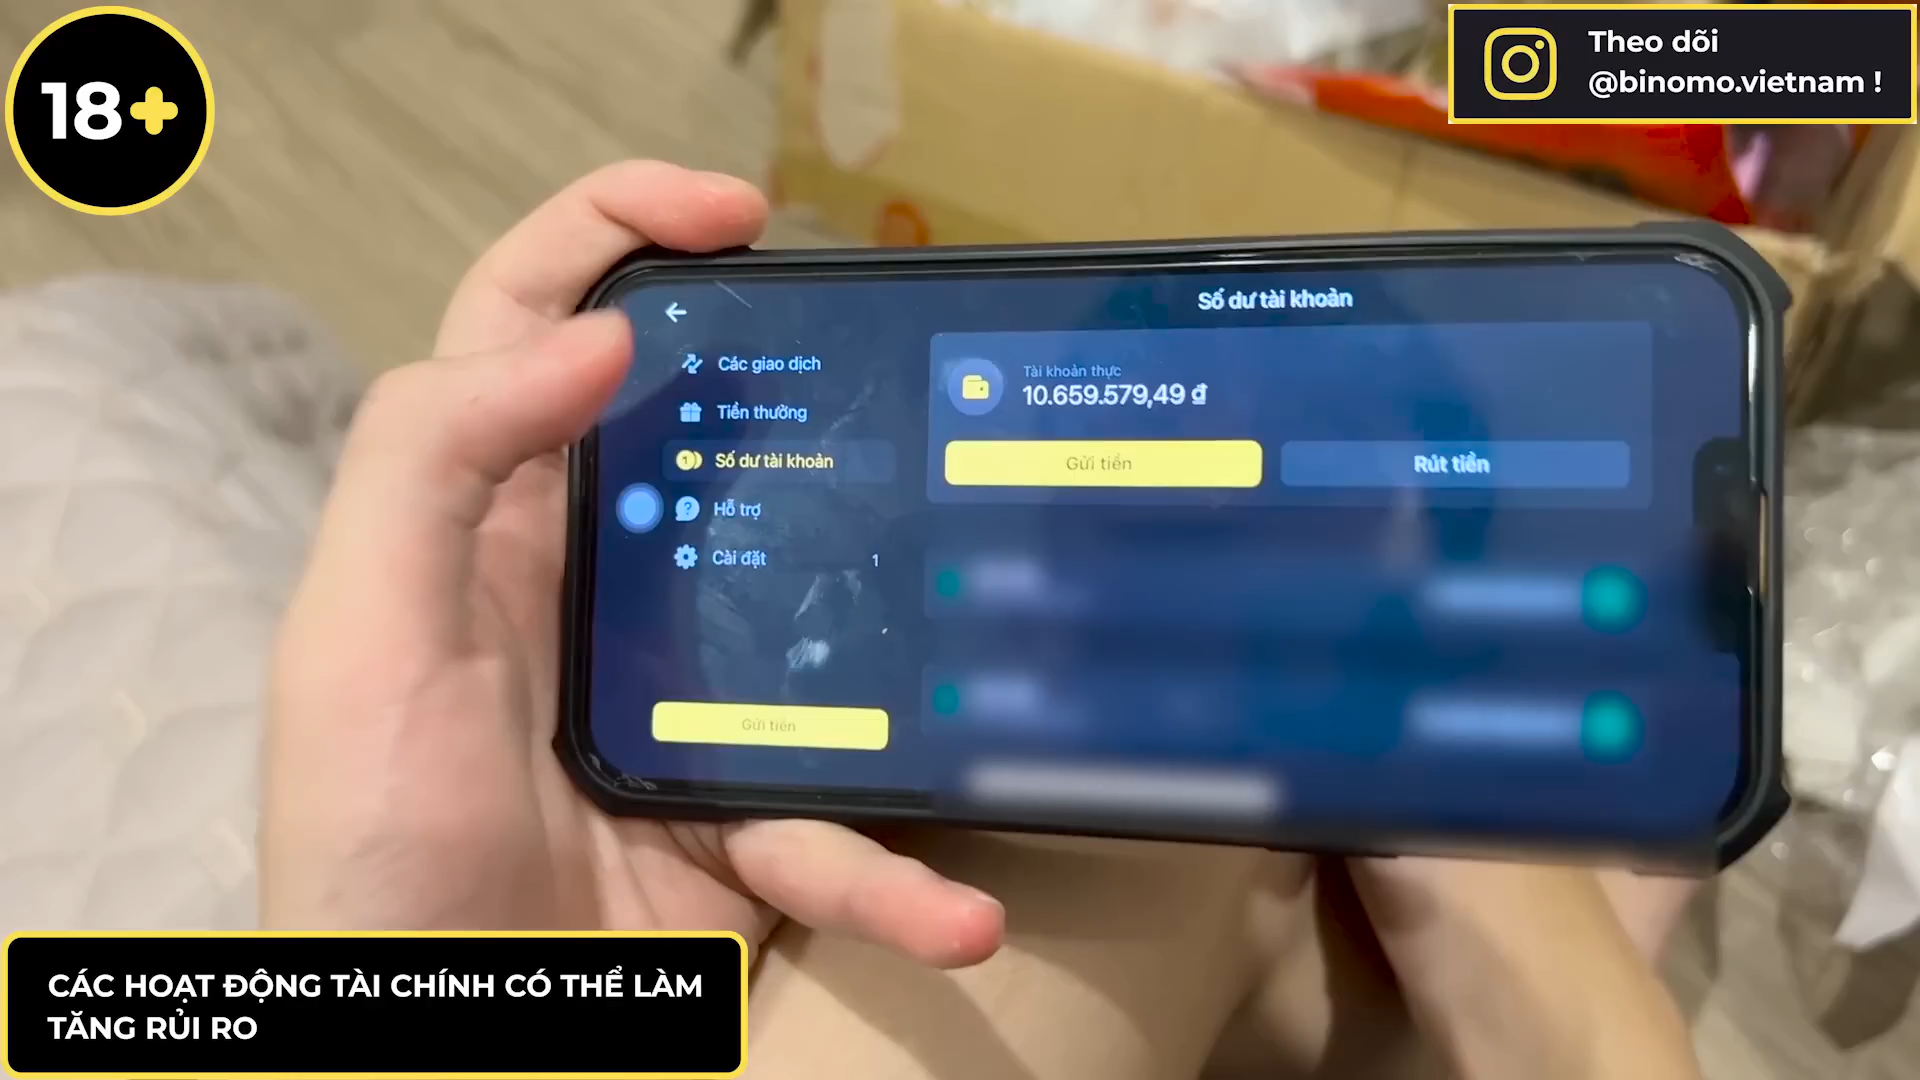 18+
Theo dõi
@binomo.vietnam !
Số dư tài khoản
Các giao dịch
Tiền thưởng
Số dư tài khoản
Hỗ trợ
Cài đặt 1
Gửi tiền
Tài khoản thực
10.659.579,49 ₫
Gửi tiền
Rút tiền
CÁC HOẠT ĐỘNG TÀI CHÍNH CÓ THỂ LÀM
TĂNG RỦI RO